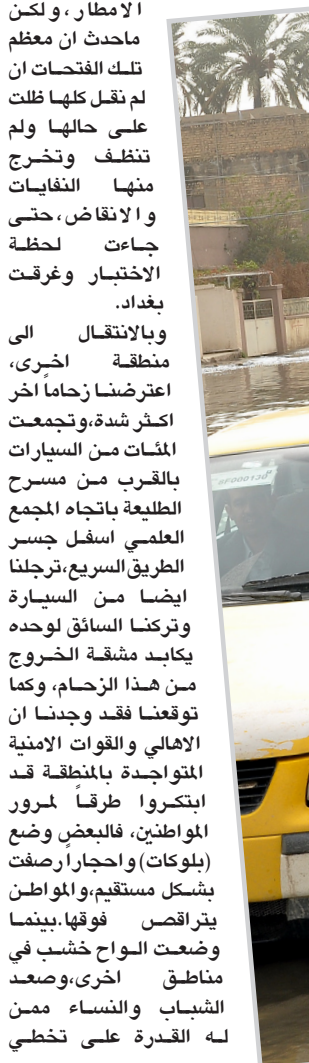 الامطار، ولكن
ماحدث ان معظم
تلك الفتحات ان
لم نقل كلها ظلت
على حالها ولم
تنظف وتخرج
منها النفايات
والانقاض،حتى
جاءت لحظة
الاختبار وغرقت
بغداد.
وبالانتقال الى
منطقة اخرى،
اعترضنا زحاماً اخر
اكثر شدة،وتجمعت
المئات من السيارات
بالقرب من مسرح
الطليعة باتجاه المجمع
العلمي اسفل جسر
الطريق السريع،ترجلنا
ايضا من السيارة
وتركنا السائق لوحده
يكابد مشقة الخروج
من هذا الزحام، وكما
توقعنا فقد وجدنا ان
الاهالي والقوات الامنية
المتواجدة بالمنطقة قد
ابتكروا طرقاً لمرور
المواطنين، فالبعض وضع
(بلوكات) واحجاراً رصفت
بشكل مستقيم،والمواطن
يتراقص فوقها.بينما
وضعت الواح خشب في
مناطق اخرى،وصعد
الشباب والنساء ممن
له القدرة على تخطي